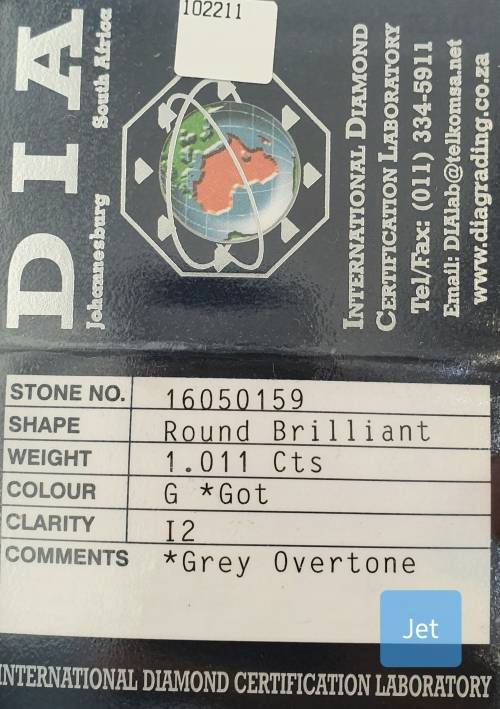 102211
DIA
Johannesburg South Africa
INTERNATIONAL DIAMOND
CERTIFICATION LABORATORY
Tel/Fax: (011) 334-5911
Email: DIAlab@telkomsa.net
www.diagrading.co.za
STONE NO. 16050159
SHAPE Round Brilliant
WEIGHT 1.011 Cts
COLOUR G *Got
CLARITY I2
COMMENTS *Grey Overtone
Jet
INTERNATIONAL DIAMOND CERTIFICATION LABORATORY